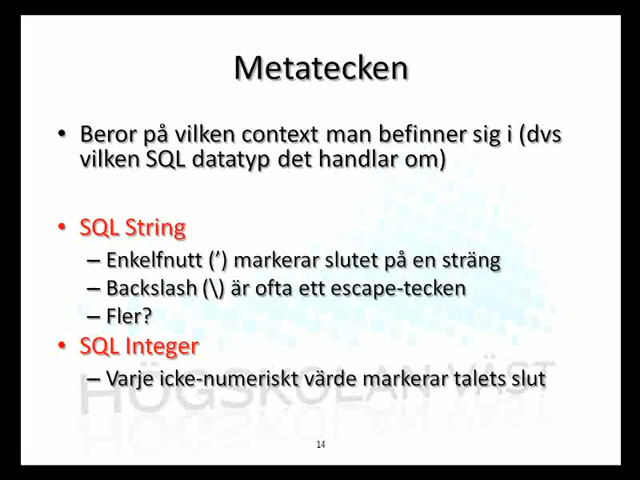 Metatecken
• Beror på vilken context man befinner sig i (dvs
vilken SQL datatyp det handlar om)
• SQL String
– Enkelfnutt (’) markerar slutet på en sträng
– Backslash (\) är ofta ett escape-tecken
– Fler?
• SQL Integer
– Varje icke-numeriskt värde markerar talets slut
HÖGSKOLAN VÄST
14